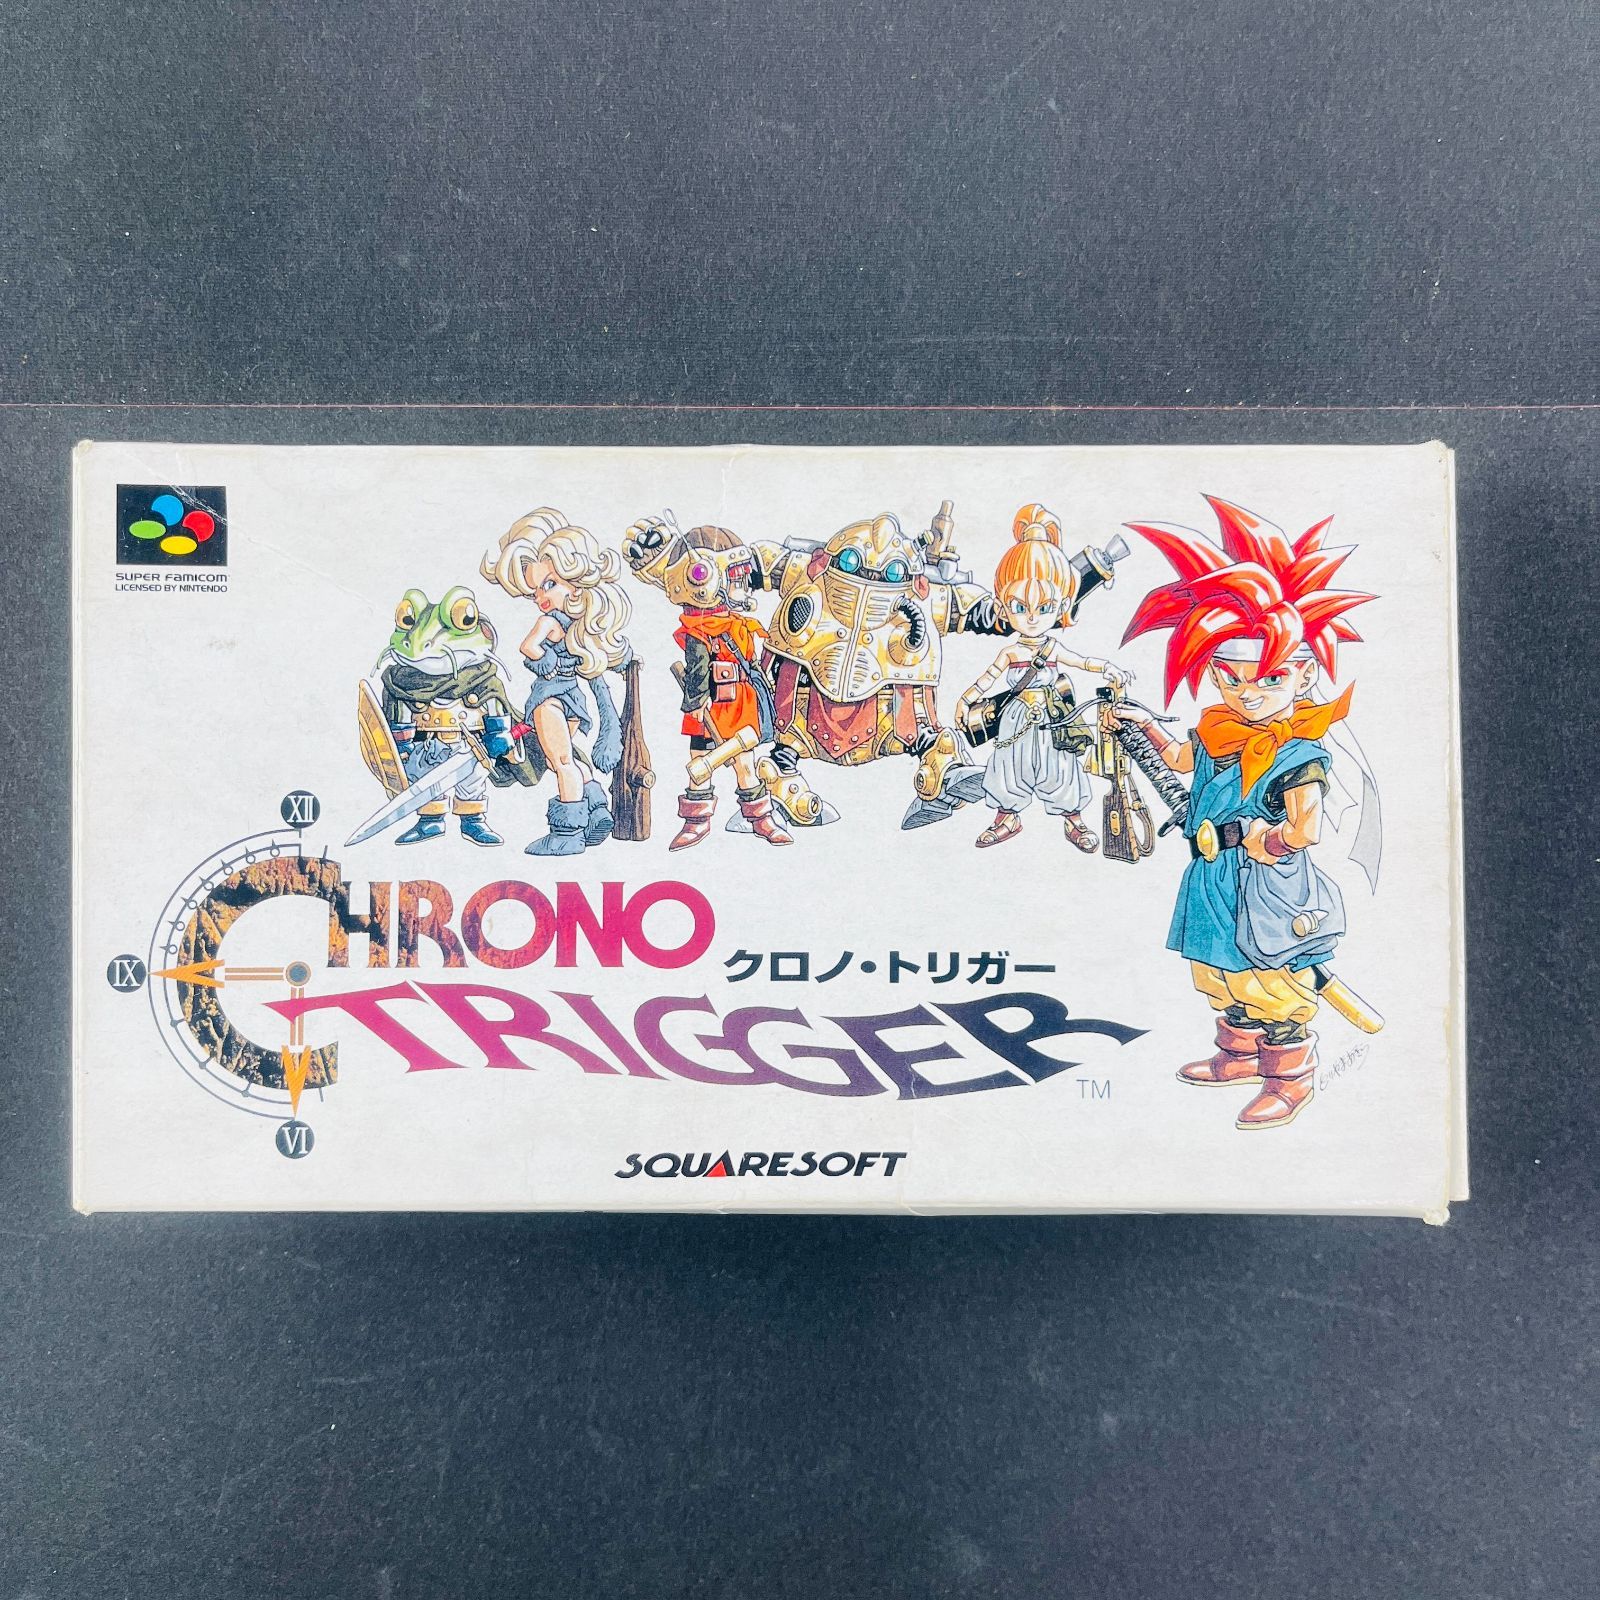 SUPER FAMICOM
LICENSED BY NINTENDO
XII
IX
VI
CHRONO
クロノ・トリガー
TRIGGER
TM
SQUARESOFT